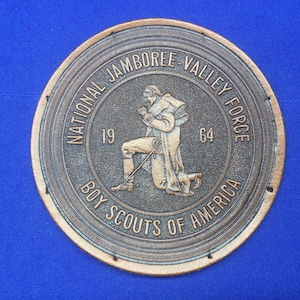 NATIONAL JAMBOREE-VALLEY FORGE
19 64
BOY SCOUTS OF AMERICA